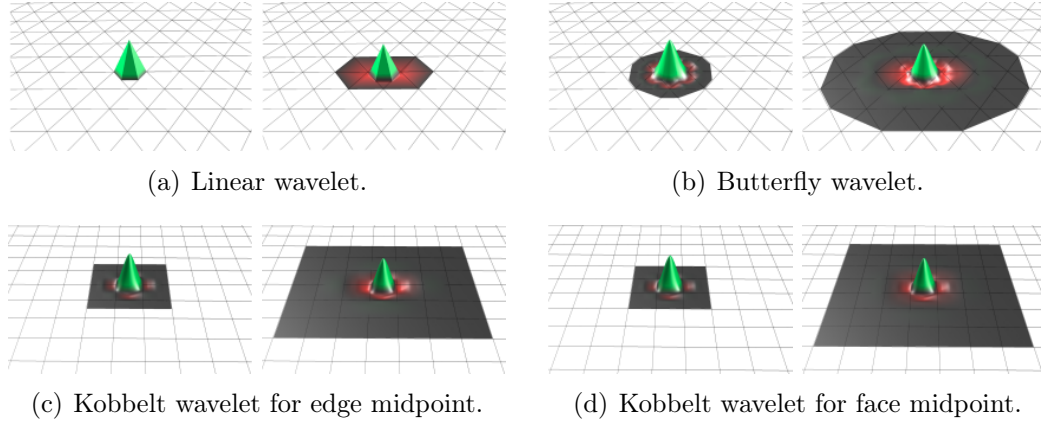 (a) Linear wavelet.
(b) Butterfly wavelet.
(c) Kobbelt wavelet for edge midpoint.
(d) Kobbelt wavelet for face midpoint.